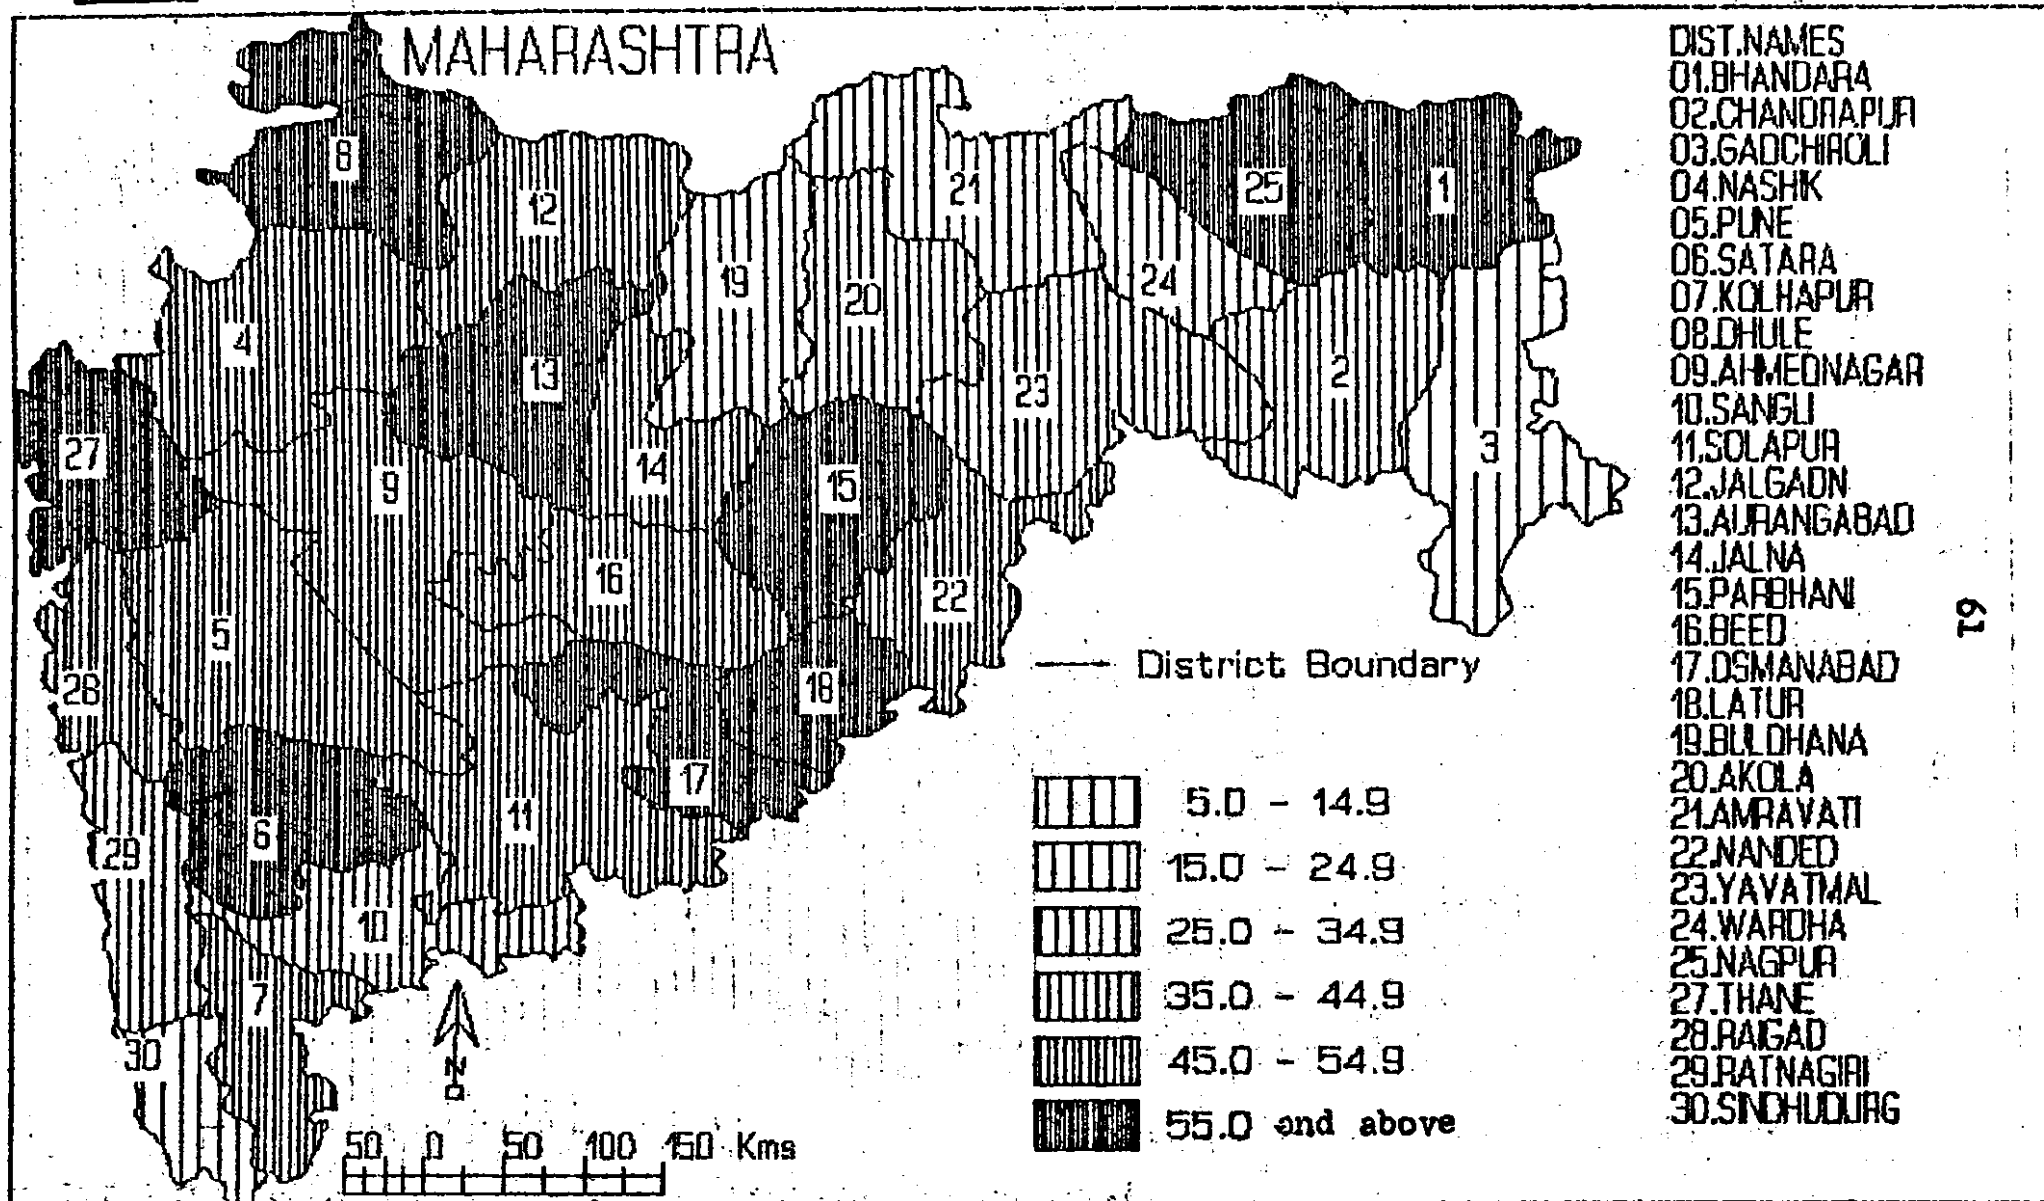 MAHARASHTRA
DIST.NAMES
01.BHANDARA
02.CHANDRAPUR
03.GADCHIROLI
04.NASHIK
05.PUNE
06.SATARA
07.KOLHAPUR
08.DHULE
09.AHMEDNAGAR
10.SANGLI
11.SOLAPUR
12.JALGAON
13.AURANGABAD
14.JALNA
15.PARBHANI
16.BEED
17.OSMANABAD
18.LATUR
19.BULDHANA
20.AKOLA
21.AMRAVATI
22.NANDED
23.YAVATMAL
24.WARDHA
25.NAGPUR
27.THANE
28.RAIGAD
29.RATNAGIRI
30.SINDHUDURG
61
8
12
21
25
1
19
20
24
4
13
23
2
27
9
14
15
3
16
22
5
28
18
17
29
6
11
10
7
30
District Boundary
5.0 - 14.9
15.0 - 24.9
25.0 - 34.9
35.0 - 44.9
45.0 - 54.9
55.0 and above
N
50 0 50 100 150 Kms